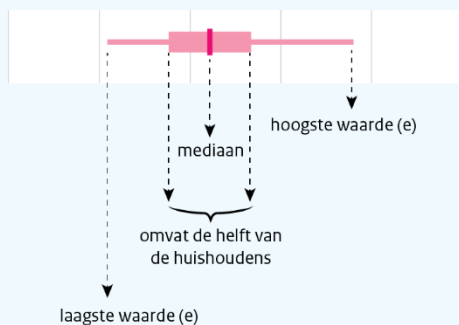 hoogste waarde (e)
mediaan
omvat de helft van
de huishoudens
laagste waarde (e)